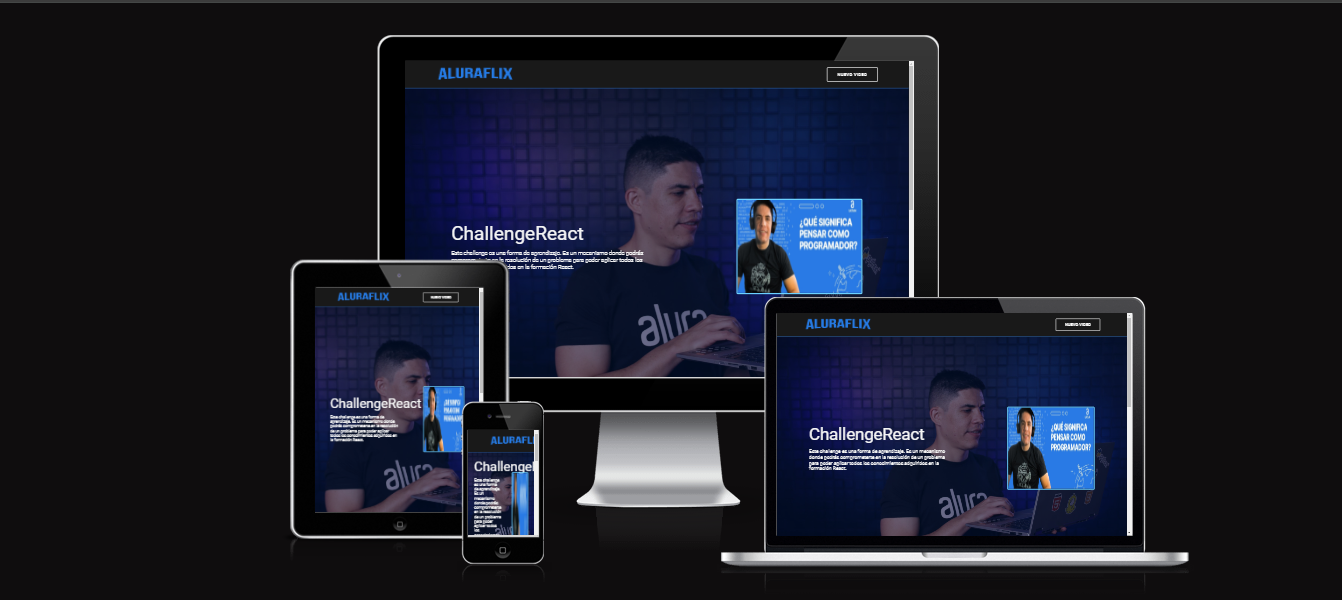 ALURAFLIX
NUEVO VIDEO
ChallengeReact
Este challenge es una forma de aprendizaje. Es un mecanismo donde podrás
en la resolución de un problema para poder aplicar todos los
en la formación React.
¿QUÉ SIGNIFICA
PENSAR COMO
PROGRAMADOR?
alura
ALURAFLIX
NUEVO VIDEO
ChallengeReact
Este challenge es una forma de
aprendizaje. Es un mecanismo donde
podrás comprometerte en la resolución
de un problema para poder aplicar
todos los conocimientos adquiridos en
la formación React.
alura
ALURAFL
ChallengeR
Este challenge
es una forma
de aprendizaje.
Es un
mecanismo
donde podrás
comprometerte
en la resolución
de un problema
para poder
aplicar todos
los
ALURAFLIX
NUEVO VIDEO
ChallengeReact
Este challenge es una forma de aprendizaje. Es un mecanismo
donde podrás comprometerte en la resolución de un problema
para poder aplicar todos los conocimientos adquiridos en la
formación React.
¿QUÉ SIGNIFICA
PENSAR COMO
PROGRAMADOR?
alura